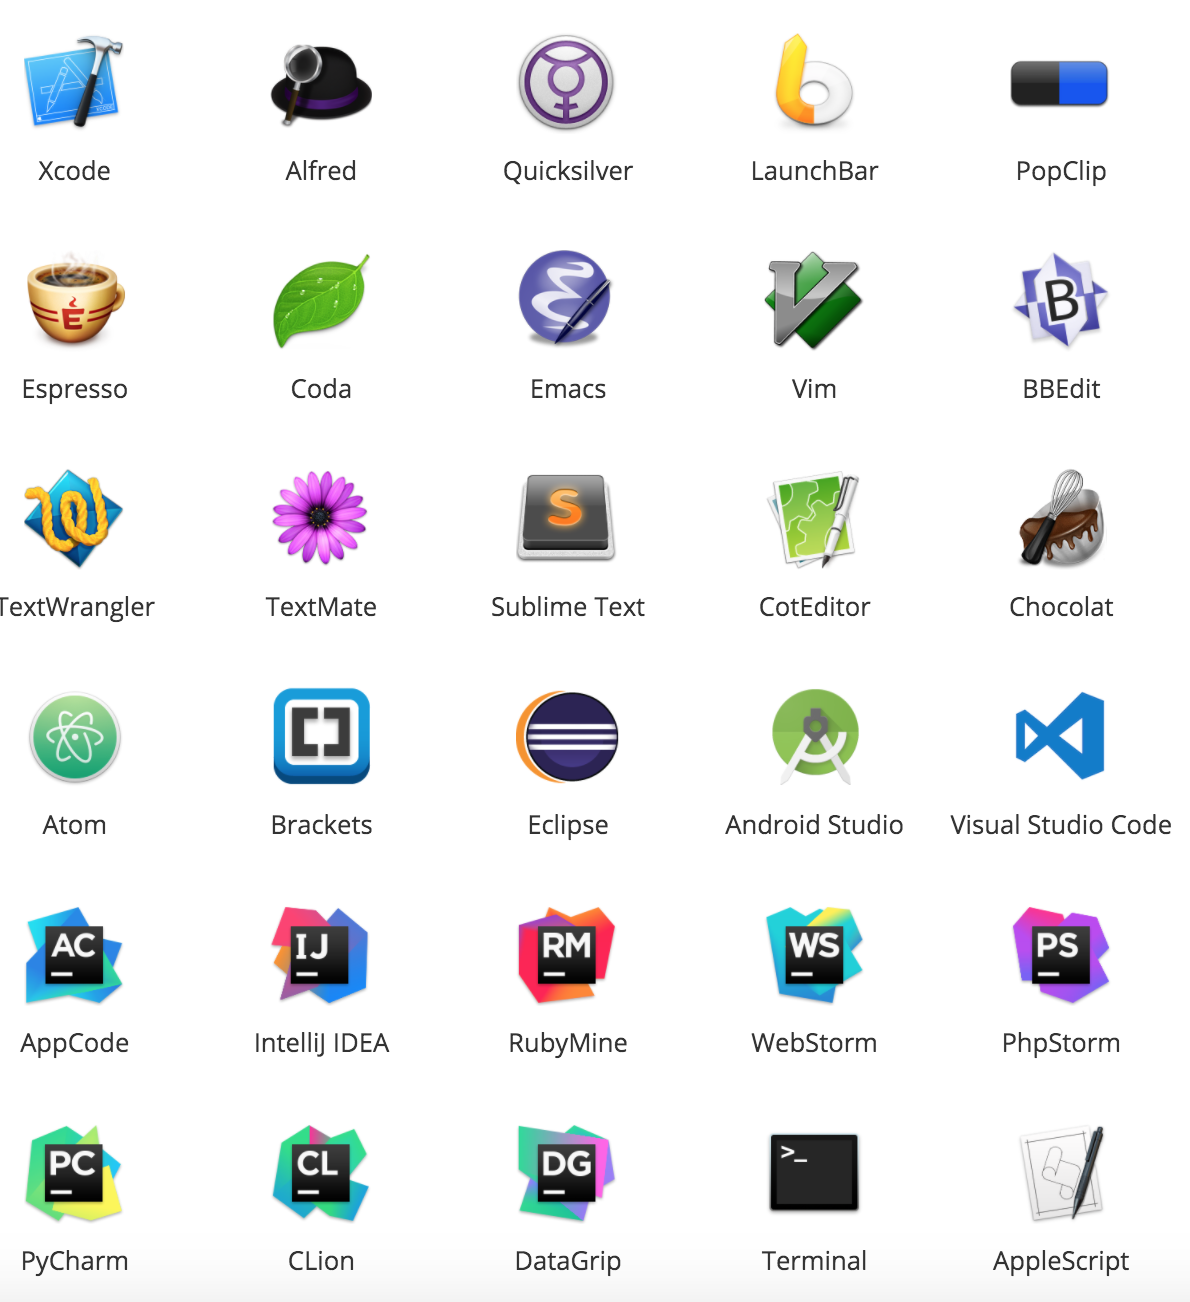 XCODE
Xcode
Alfred
Quicksilver
LaunchBar
PopClip
E
B
Espresso
Coda
Emacs
Vim
BBEdit
S
TextWrangler
TextMate
Sublime Text
CotEditor
Chocolat
Atom
Brackets
Eclipse
Android Studio
Visual Studio Code
AC
IJ
RM
WS
PS
AppCode
IntelliJ IDEA
RubyMine
WebStorm
PhpStorm
PC
CL
DG
>_
PyCharm
CLion
DataGrip
Terminal
AppleScript